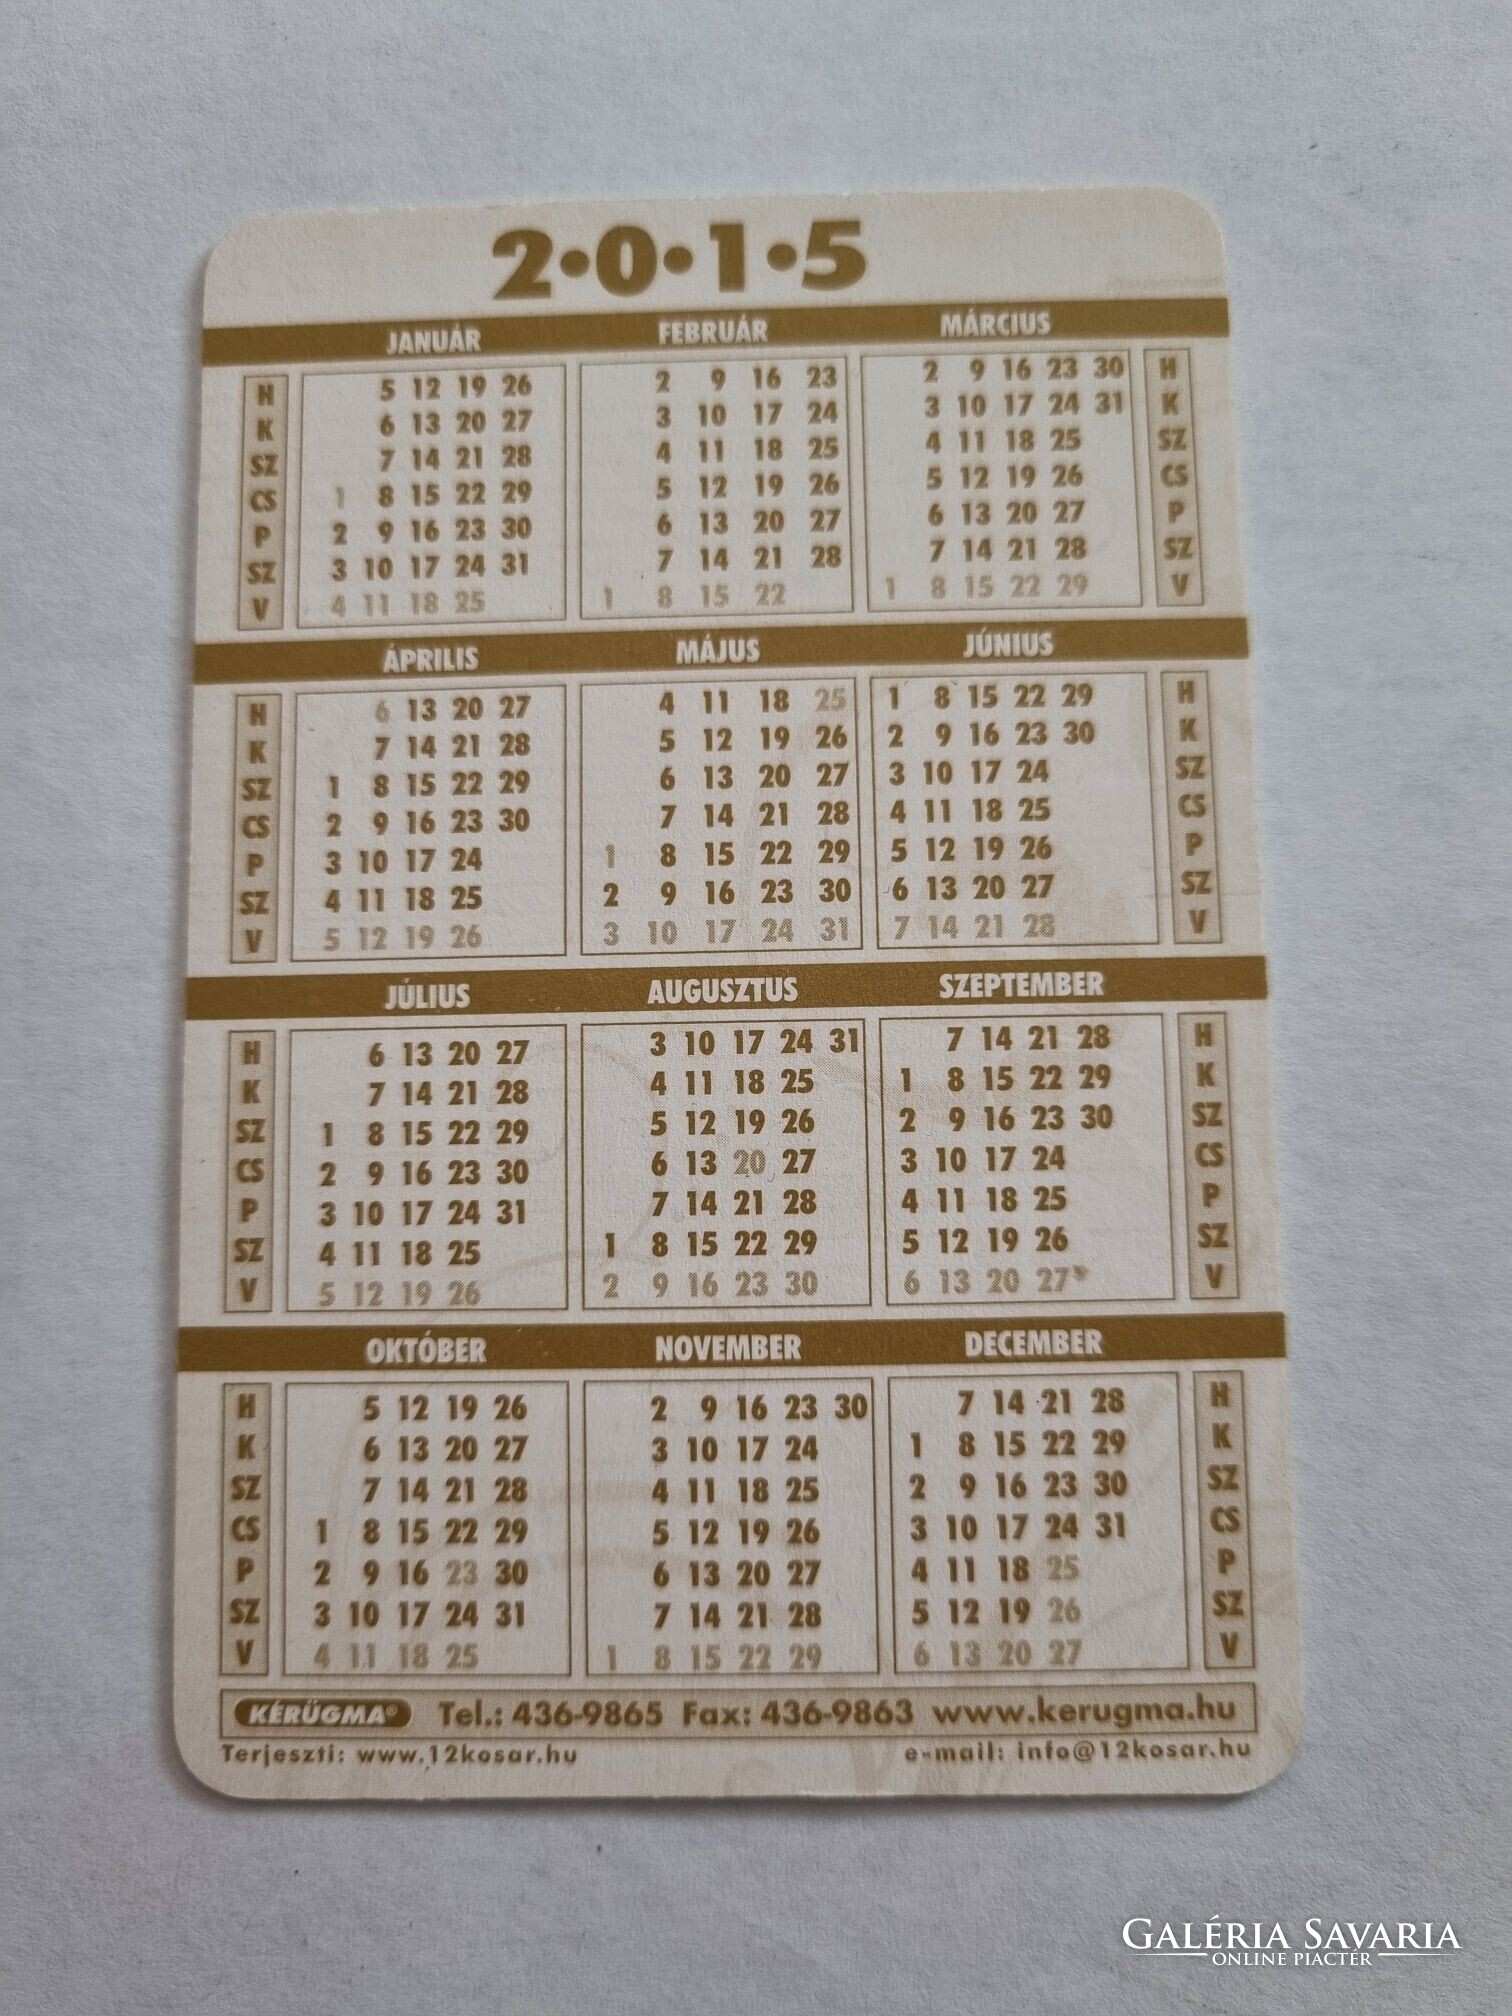 2•0•1•5
JANUÁR FEBRUÁR MÁRCIUS
H 5 12 19 26 2 9 16 23 2 9 16 23 30 H
K 6 13 20 27 3 10 17 24 3 10 17 24 31 K
SZ 7 14 21 28 4 11 18 25 4 11 18 25 SZ
CS 1 8 15 22 29 5 12 19 26 5 12 19 26 CS
P 2 9 16 23 30 6 13 20 27 6 13 20 27 P
SZ 3 10 17 24 31 7 14 21 28 7 14 21 28 SZ
V 4 11 18 25 1 8 15 22 1 8 15 22 29 V
ÁPRILIS MÁJUS JÚNIUS
H 6 13 20 27 4 11 18 25 1 8 15 22 29 H
K 7 14 21 28 5 12 19 26 2 9 16 23 30 K
SZ 1 8 15 22 29 6 13 20 27 3 10 17 24 SZ
CS 2 9 16 23 30 7 14 21 28 4 11 18 25 CS
P 3 10 17 24 1 8 15 22 29 5 12 19 26 P
SZ 4 11 18 25 2 9 16 23 30 6 13 20 27 SZ
V 5 12 19 26 3 10 17 24 31 7 14 21 28 V
JÚLIUS AUGUSZTUS SZEPTEMBER
H 6 13 20 27 3 10 17 24 31 7 14 21 28 H
K 7 14 21 28 4 11 18 25 1 8 15 22 29 K
SZ 1 8 15 22 29 5 12 19 26 2 9 16 23 30 SZ
CS 2 9 16 23 30 6 13 20 27 3 10 17 24 CS
P 3 10 17 24 31 7 14 21 28 4 11 18 25 P
SZ 4 11 18 25 1 8 15 22 29 5 12 19 26 SZ
V 5 12 19 26 2 9 16 23 30 6 13 20 27 V
OKTÓBER NOVEMBER DECEMBER
H 5 12 19 26 2 9 16 23 30 7 14 21 28 H
K 6 13 20 27 3 10 17 24 1 8 15 22 29 K
SZ 7 14 21 28 4 11 18 25 2 9 16 23 30 SZ
CS 1 8 15 22 29 5 12 19 26 3 10 17 24 31 CS
P 2 9 16 23 30 6 13 20 27 4 11 18 25 P
SZ 3 10 17 24 31 7 14 21 28 5 12 19 26 SZ
V 4 11 18 25 1 8 15 22 29 6 13 20 27 V
KÉRÜGMA® Tel.: 436-9865 Fax: 436-9863 www.kerugma.hu
Terjeszti: www.12kosar.hu e-mail: info@12kosar.hu
GALÉRIA SAVARIA
ONLINE PIACTÉR